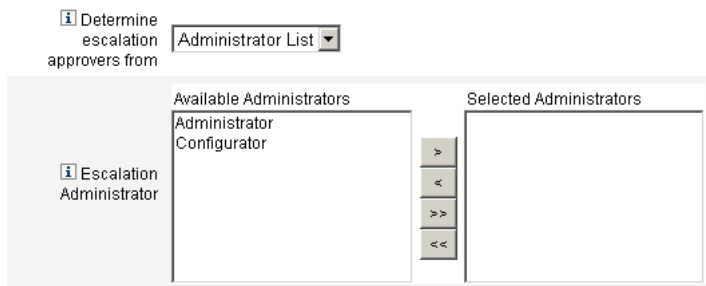 Determine
escalation
approvers from
Administrator List
Available Administrators
Selected Administrators
Administrator
Configurator
Escalation
Administrator
>
<
>>
<<